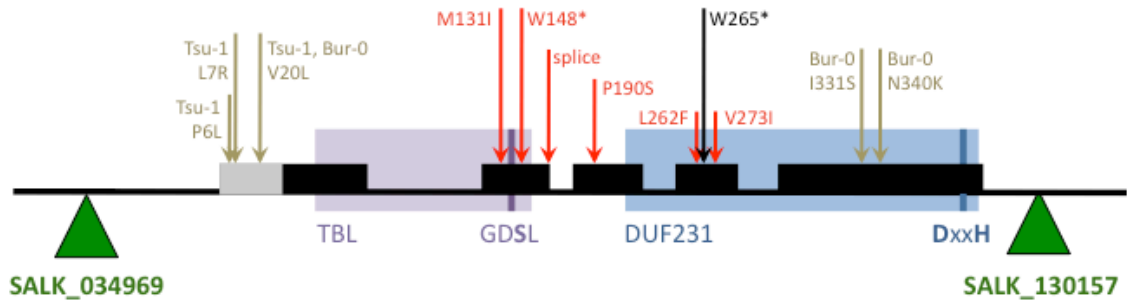 M131I
W148*
W265*
Tsu-1
L7R
Tsu-1, Bur-0
V20L
splice
Bur-0
I331S
Bur-0
N340K
Tsu-1
P6L
P190S
L262F
V273I
TBL
GDSL
DUF231
DxxH
SALK_034969
SALK_130157